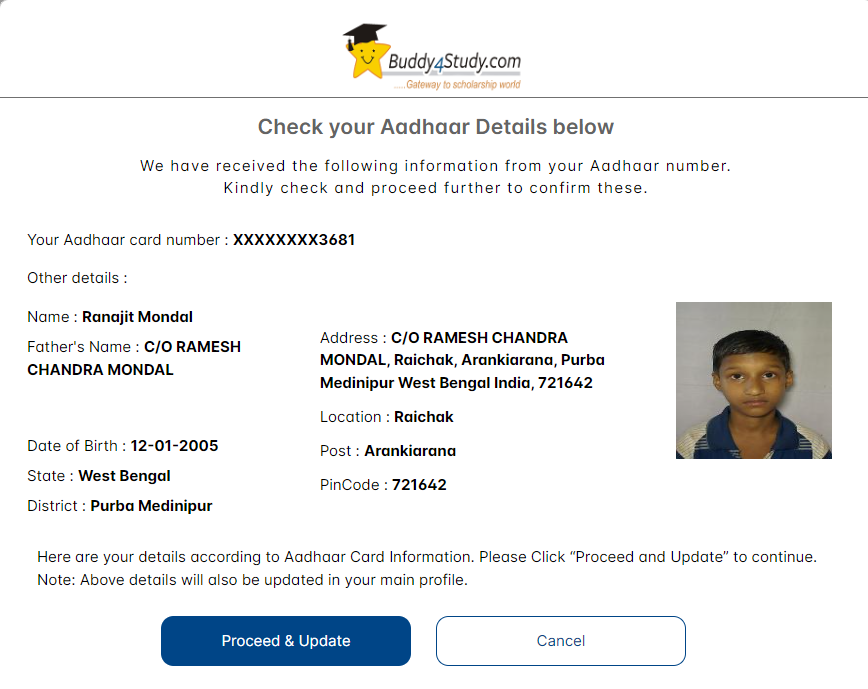 Buddy4Study.com
.....Gateway to scholarship world
Check your Aadhaar Details below
We have received the following information from your Aadhaar number.
Kindly check and proceed further to confirm these.
Your Aadhaar card number : XXXXXXXX3681
Other details :
Name : Ranajit Mondal
Father's Name : C/O RAMESH
CHANDRA MONDAL
Date of Birth : 12-01-2005
State : West Bengal
District : Purba Medinipur
Address : C/O RAMESH CHANDRA
MONDAL, Raichak, Arankiarana, Purba
Medinipur West Bengal India, 721642
Location : Raichak
Post : Arankiarana
PinCode : 721642
Here are your details according to Aadhaar Card Information. Please Click “Proceed and Update” to continue.
Note: Above details will also be updated in your main profile.
Proceed & Update
Cancel